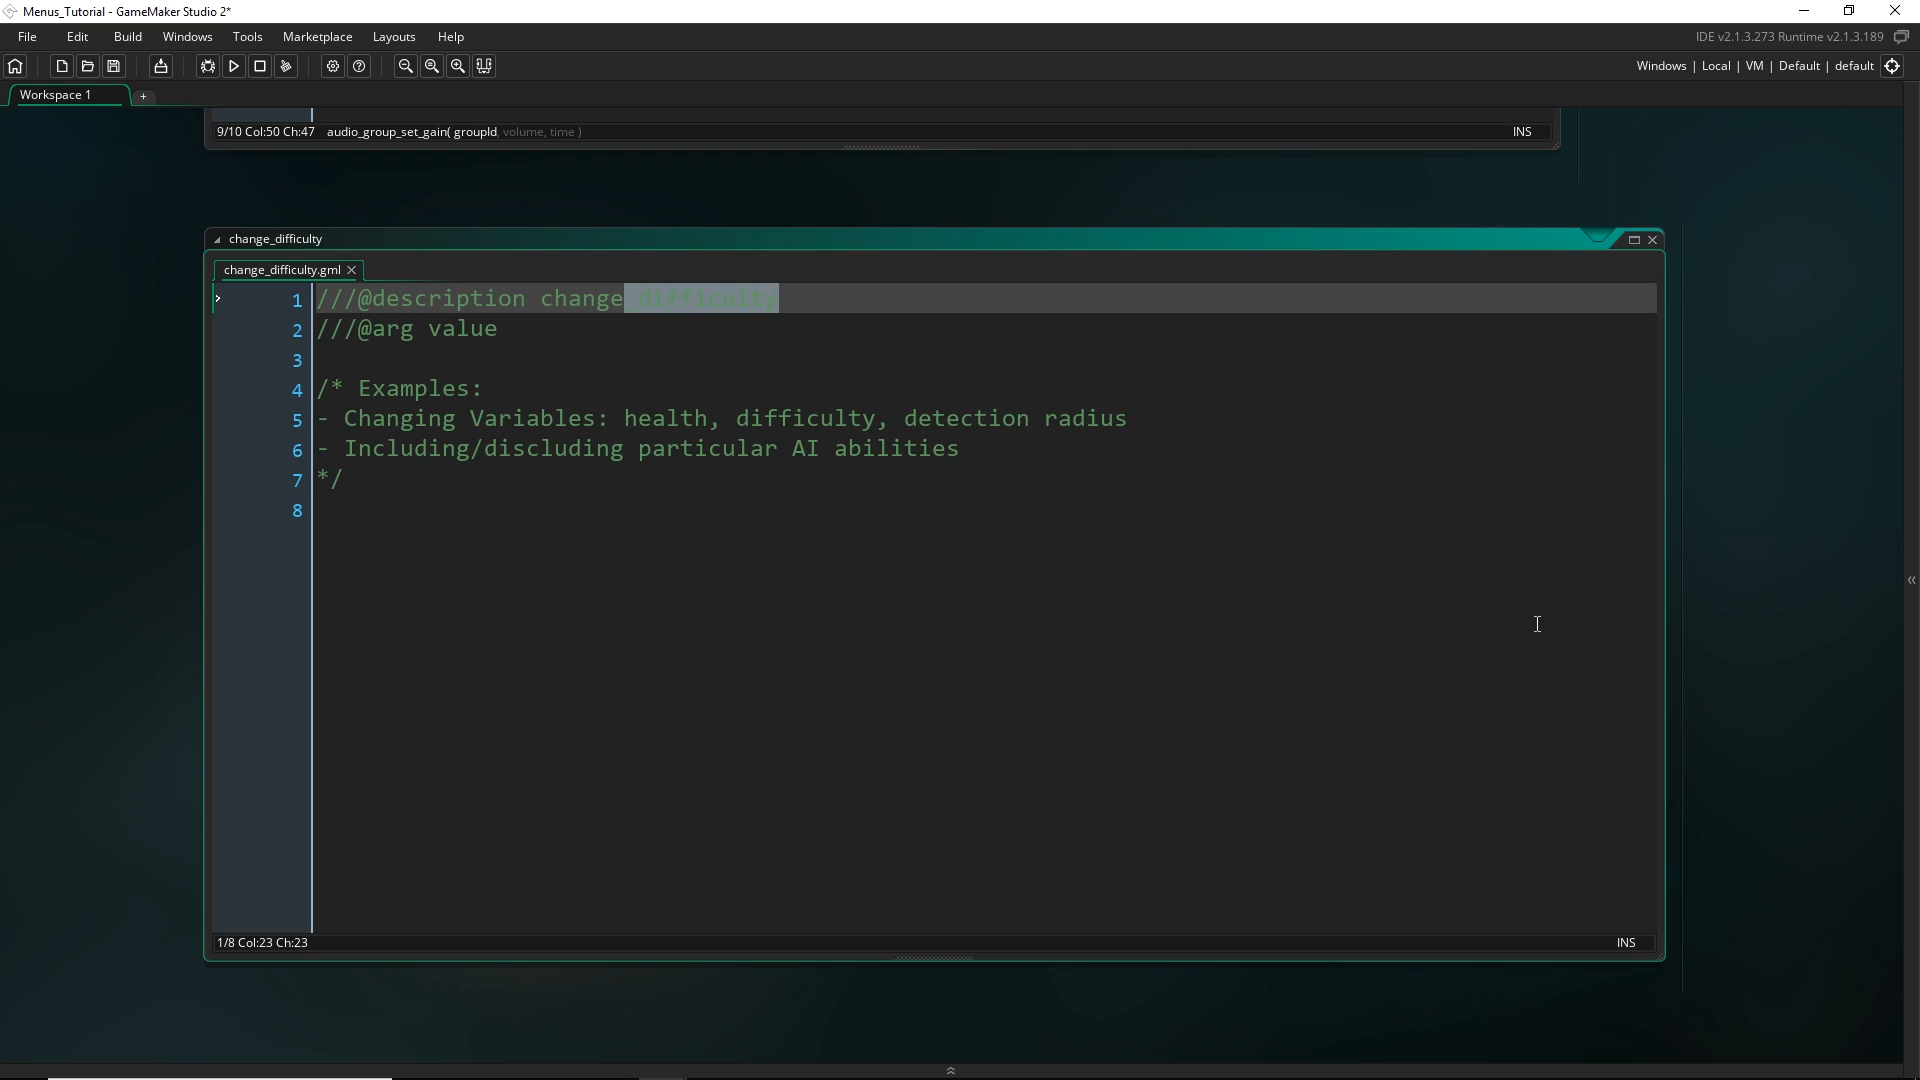 Menus_Tutorial - GameMaker Studio 2*
File Edit Build Windows Tools Marketplace Layouts Help
IDE v2.1.3.273 Runtime v2.1.3.189
Windows | Local | VM | Default | default
Workspace 1 +
9/10 Col:50 Ch:47 audio_group_set_gain( groupId, volume, time ) INS
change_difficulty
change_difficulty.gml
1 ///@description change difficulty
2 ///@arg value
3
4 /* Examples:
5 - Changing Variables: health, difficulty, detection radius
6 - Including/discluding particular AI abilities
7 */
8
1/8 Col:23 Ch:23 INS